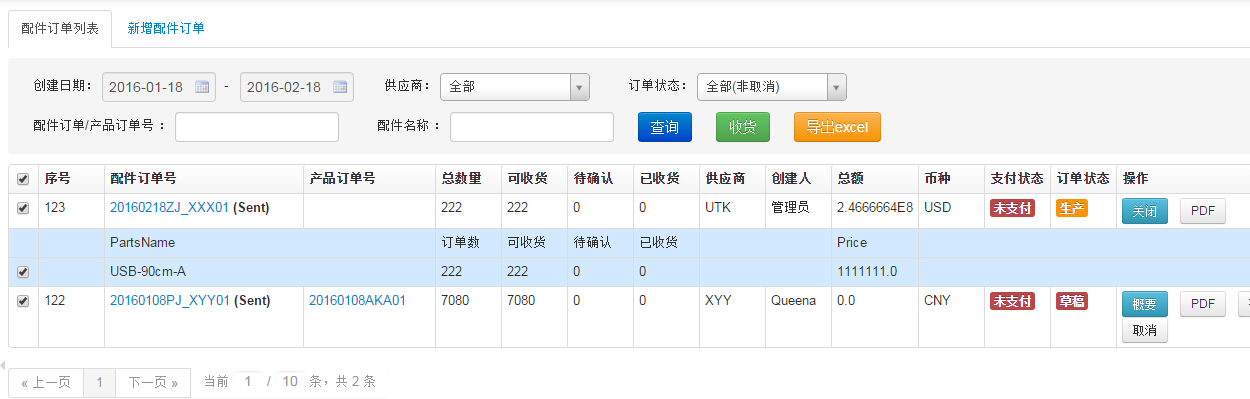 配件订单列表 新增配件订单
创建日期: 2016-01-18 - 2016-02-18 供应商: 全部 订单状态: 全部(非取消)
配件订单/产品订单号 : 配件名称 : 查询 收货 导出excel
序号 配件订单号 产品订单号 总数量 可收货 待确认 已收货 供应商 创建人 总额 币种 支付状态 订单状态 操作
123 20160218ZJ_XXX01 (Sent) 222 222 0 0 UTK 管理员 2.4666664E8 USD 未支付 生产 关闭 PDF
PartsName 订单数 可收货 待确认 已收货 Price
USB-90cm-A 222 222 0 0 1111111.0
122 20160108PJ_XYY01 (Sent) 20160108AKA01 7080 7080 0 0 XYY Queena 0.0 CNY 未支付 草稿 概要 PDF
取消
« 上一页 1 下一页 » 当前 1 / 10 条，共 2 条